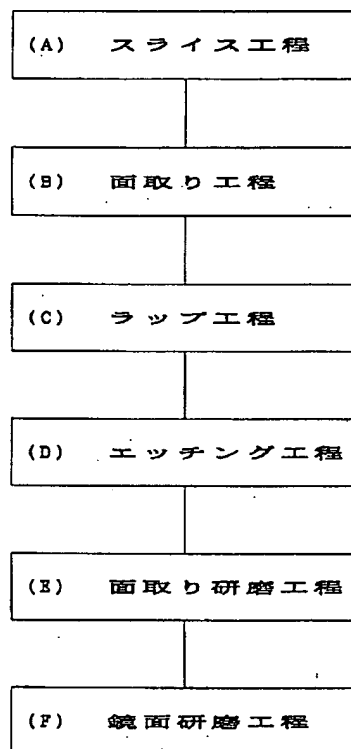 (A) スライス工程
(B) 面取り工程
(C) ラップ工程
(D) エッチング工程
(E) 面取り研磨工程
(F) 鏡面研磨工程